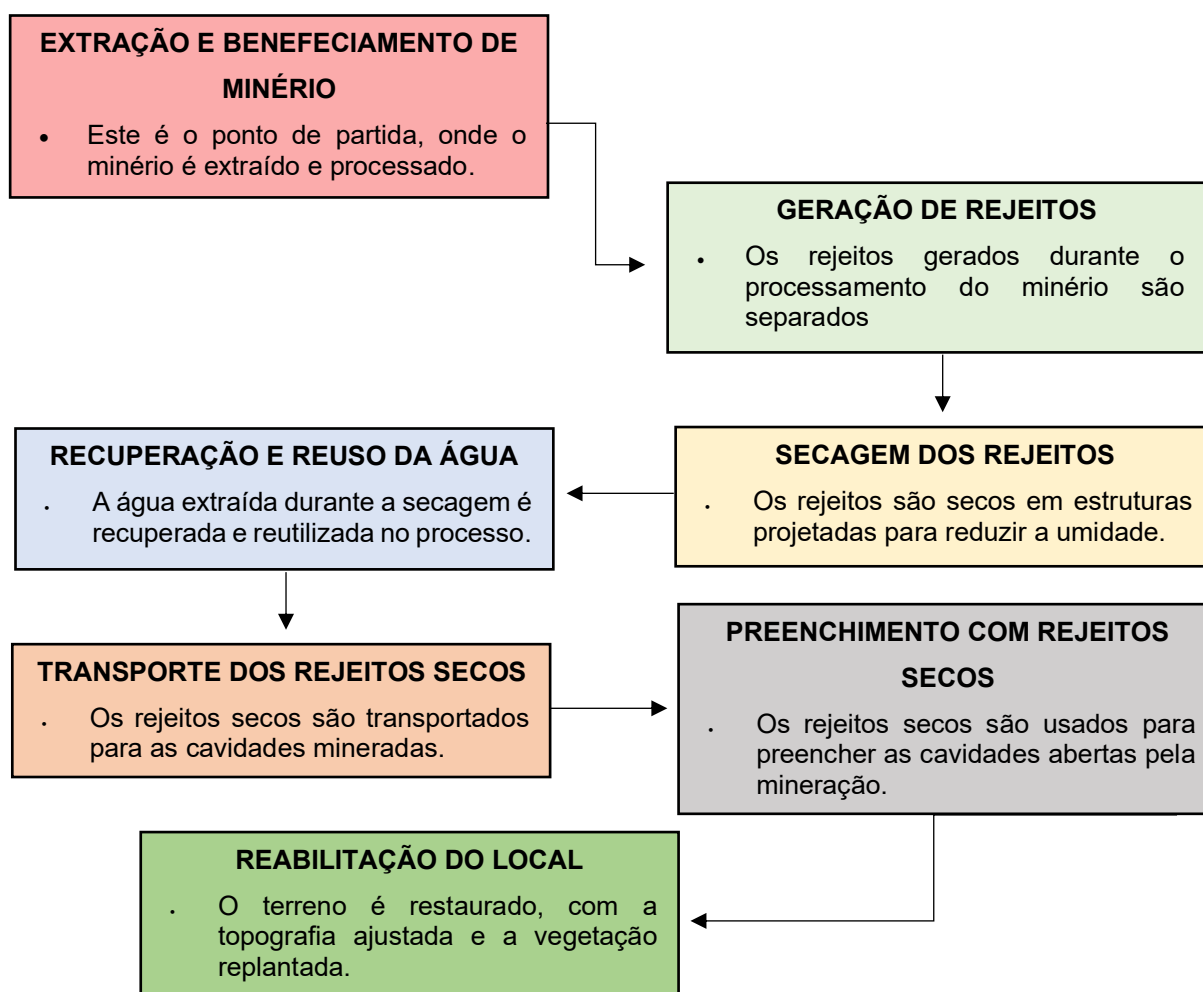 EXTRAÇÃO E BENEFECIAMENTO DE
MINÉRIO
• Este é o ponto de partida, onde o
minério é extraído e processado.
GERAÇÃO DE REJEITOS
• Os rejeitos gerados durante o
processamento do minério são
separados
SECAGEM DOS REJEITOS
• Os rejeitos são secos em estruturas
projetadas para reduzir a umidade.
RECUPERAÇÃO E REUSO DA ÁGUA
• A água extraída durante a secagem é
recuperada e reutilizada no processo.
TRANSPORTE DOS REJEITOS SECOS
• Os rejeitos secos são transportados
para as cavidades mineradas.
PREENCHIMENTO COM REJEITOS
SECOS
• Os rejeitos secos são usados para
preencher as cavidades abertas pela
mineração.
REABILITAÇÃO DO LOCAL
• O terreno é restaurado, com a
topografia ajustada e a vegetação
replantada.